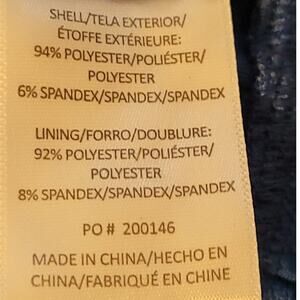 SHELL/TELA EXTERIOR/
ÉTOFFE EXTÉRIEURE:
94% POLYESTER/POLIÉSTER/
POLYESTER
6% SPANDEX/SPANDEX/SPANDEX
LINING/FORRO/DOUBLURE:
92% POLYESTER/POLIÉSTER/
POLYESTER
8% SPANDEX/SPANDEX/SPANDEX
PO # 200146
MADE IN CHINA/HECHO EN
CHINA/FABRIQUÉ EN CHINE